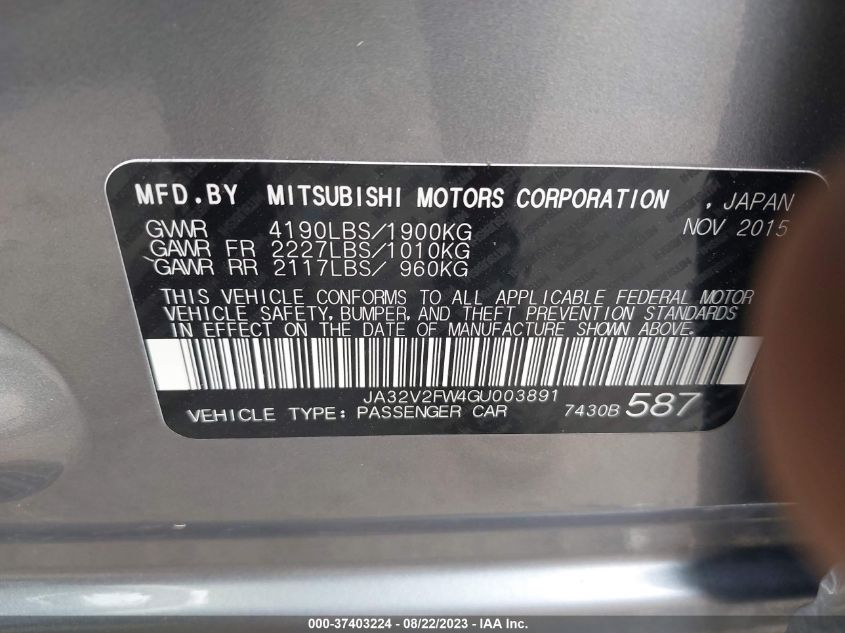 MFD.BY MITSUBISHI MOTORS CORPORATION , JAPAN
GVWR 4190LBS/1900KG NOV 2015
GAWR FR 2227LBS/1010KG
GAWR RR 2117LBS/ 960KG
THIS VEHICLE CONFORMS TO ALL APPLICABLE FEDERAL MOTOR
VEHICLE SAFETY, BUMPER, AND THEFT PREVENTION STANDARDS
IN EFFECT ON THE DATE OF MANUFACTURE SHOWN ABOVE.
JA32V2FW4GU003891
VEHICLE TYPE: PASSENGER CAR 7430B 587
000-37403224 - 08/22/2023 - IAA Inc.